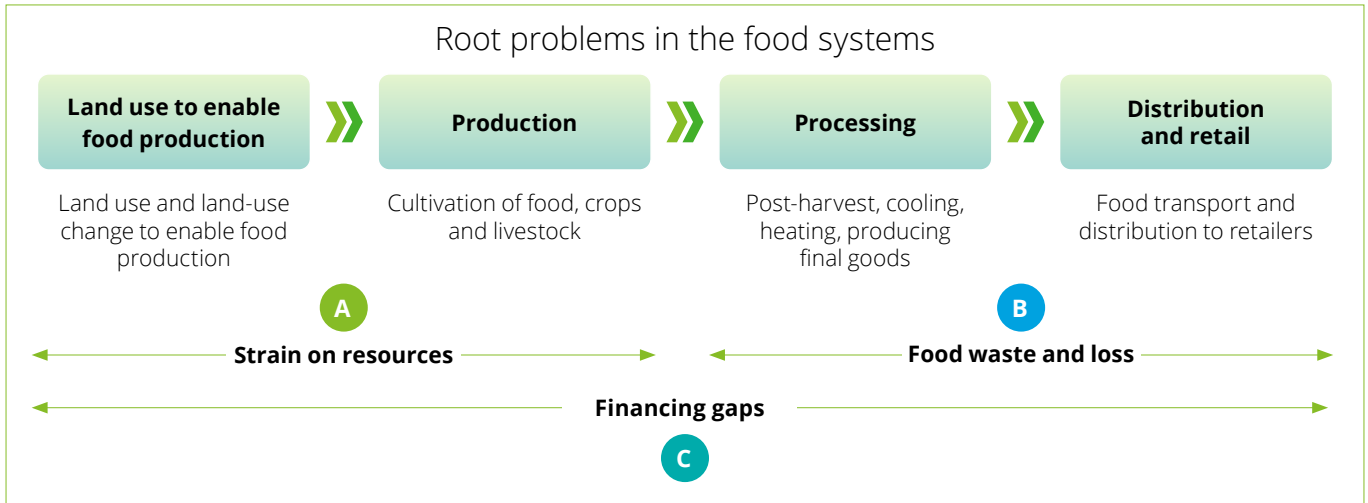 Root problems in the food systems
Land use to enable
food production
Production
Processing
Distribution
and retail
Land use and land-use
change to enable food
production
Cultivation of food, crops
and livestock
Post-harvest, cooling,
heating, producing
final goods
Food transport and
distribution to retailers
A
B
Strain on resources
Food waste and loss
Financing gaps
C